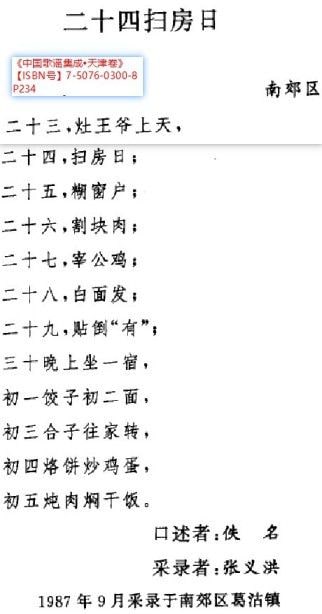 二十四扫房日
《中国歌谣集成•天津卷》
【ISBN号】7-5076-0300-8
P234
南郊区
二十三，灶王爷上天，
二十四，扫房日；
二十五，糊窗户；
二十六，割块肉；
二十七，宰公鸡；
二十八，白面发；
二十九，贴倒“有”；
三十晚上坐一宿，
初一饺子初二面，
初三合子往家转，
初四烙饼炒鸡蛋，
初五炖肉焖干饭。
口述者：佚 名
采录者：张义洪
1987年9月采录于南郊区葛沽镇